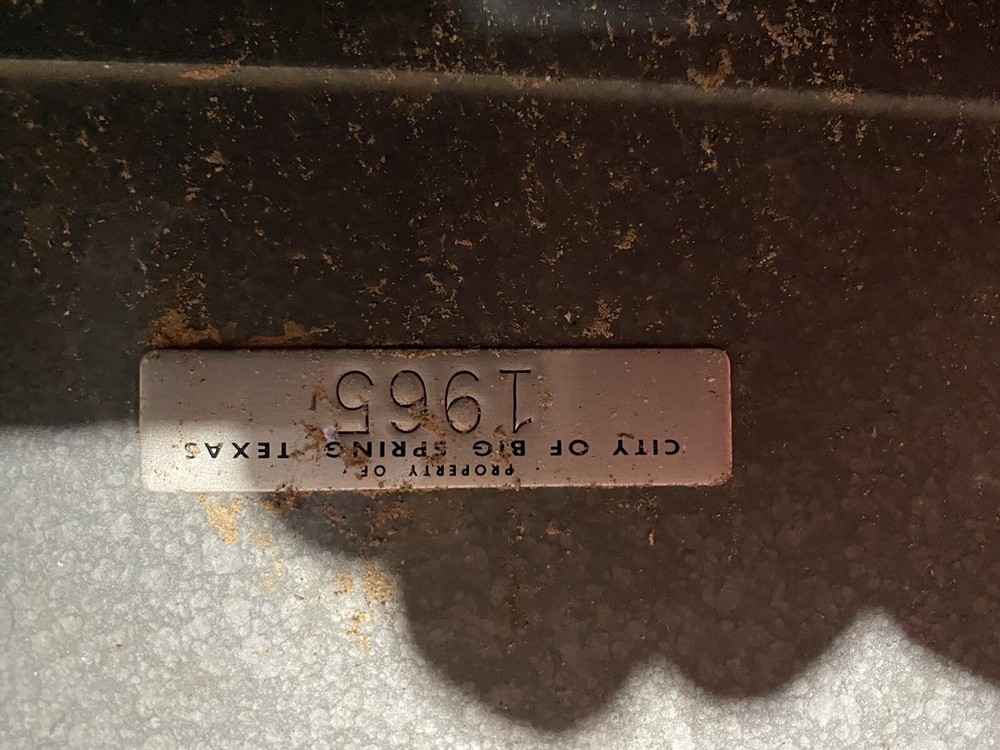 PROPERTY OF
CITY OF BIG SPRING TEXAS
1965